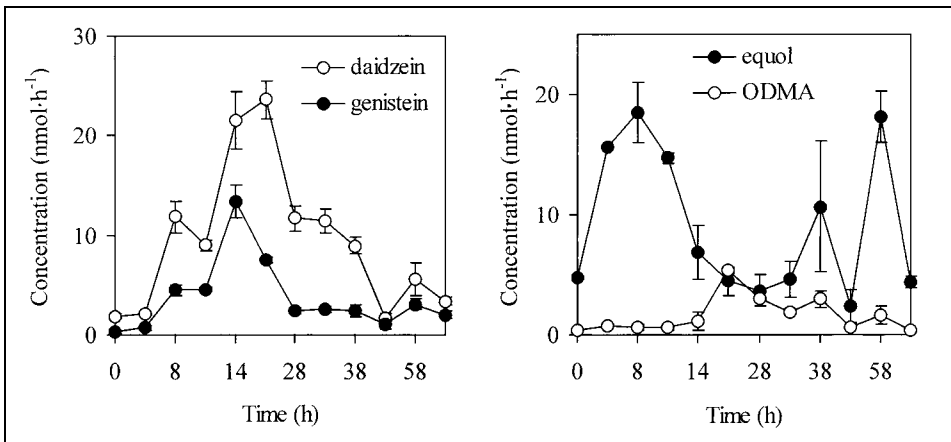 30
20
10
0
Concentration (nmol·h⁻¹)
daidzein
genistein
0 8 14 28 38 58
Time (h)
20
10
0
Concentration (nmol·h⁻¹)
equol
ODMA
0 8 14 28 38 58
Time (h)